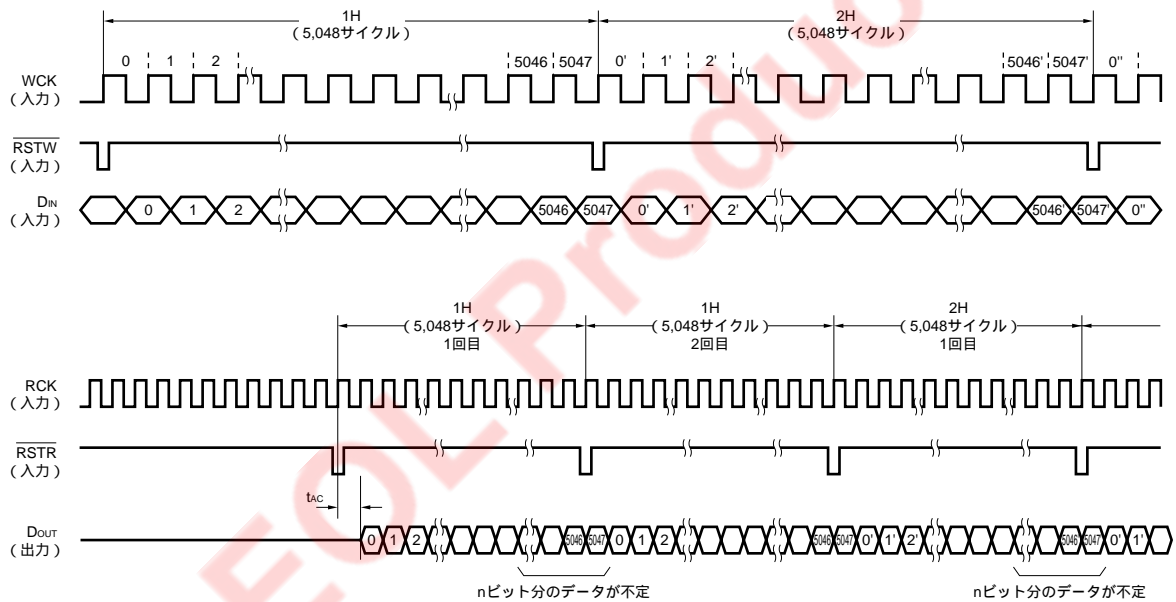 1H
(5,048サイクル)
2H
(5,048サイクル)
0 1 2 5046 5047 0' 1' 2' 5046' 5047' 0"
WCK
(入力)
RSTW
(入力)
DIN
(入力)
0 1 2 5046 5047 0' 1' 2' 5046' 5047' 0"
1H
(5,048サイクル)
1回目
1H
(5,048サイクル)
2回目
2H
(5,048サイクル)
1回目
RCK
(入力)
RSTR
(入力)
tAC
DOUT
(出力)
0 1 2 5046 5047 0 1 2 5046 5047 0' 1' 2' 5046' 5047' 0' 1'
nビット分のデータが不定
nビット分のデータが不定
EOL Produc